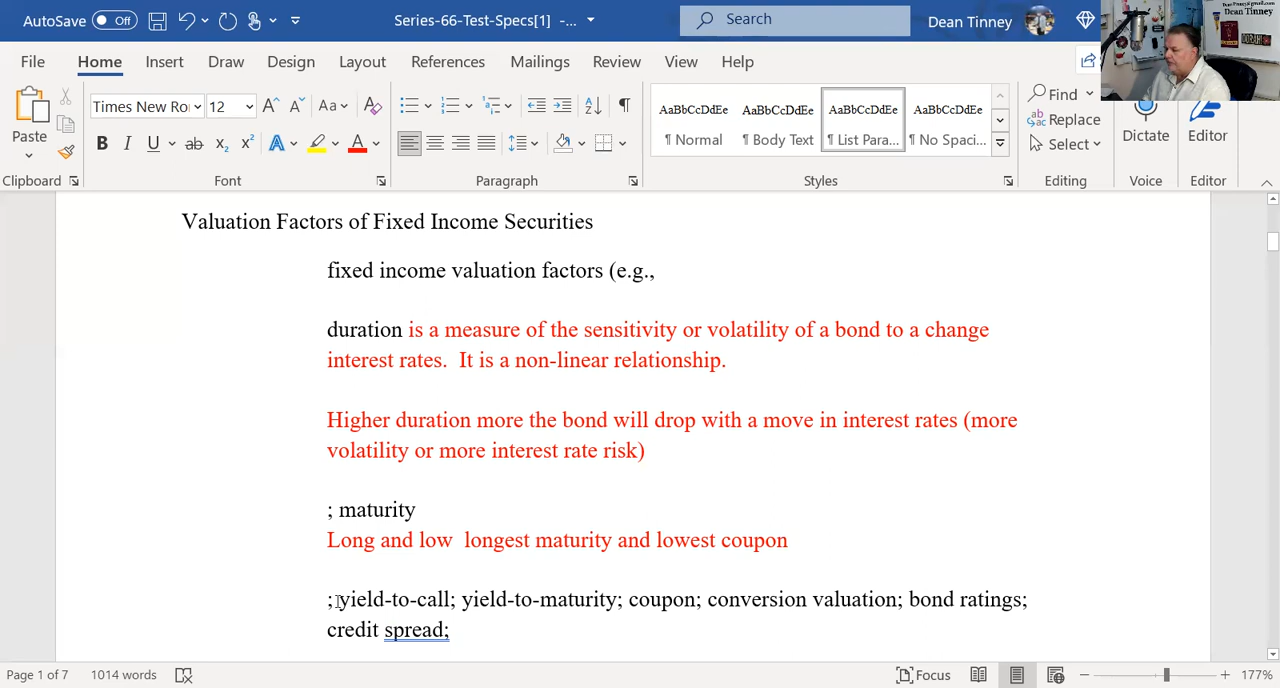 AutoSave Off Series-66-Test-Specs[1] -... Search Dean Tinney
Dean Tinney
File Home Insert Draw Design Layout References Mailings Review View Help
Paste Times New Ro 12 A A Aa A AaBbCcDdEe AaBbCcDdEe AaBbCcDdEe AaBbCcDdEe Find
¶ Normal ¶ Body Text ¶ List Para... ¶ No Spaci... Replace Dictate Editor
B I U ab x₂ x² A A Select
Clipboard Font Paragraph Styles Editing Voice Editor
Valuation Factors of Fixed Income Securities
fixed income valuation factors (e.g.,
duration is a measure of the sensitivity or volatility of a bond to a change
interest rates.  It is a non-linear relationship.
Higher duration more the bond will drop with a move in interest rates (more
volatility or more interest rate risk)
; maturity
Long and low  longest maturity and lowest coupon
; yield-to-call; yield-to-maturity; coupon; conversion valuation; bond ratings;
credit spread;
Page 1 of 7 1014 words Focus 177%